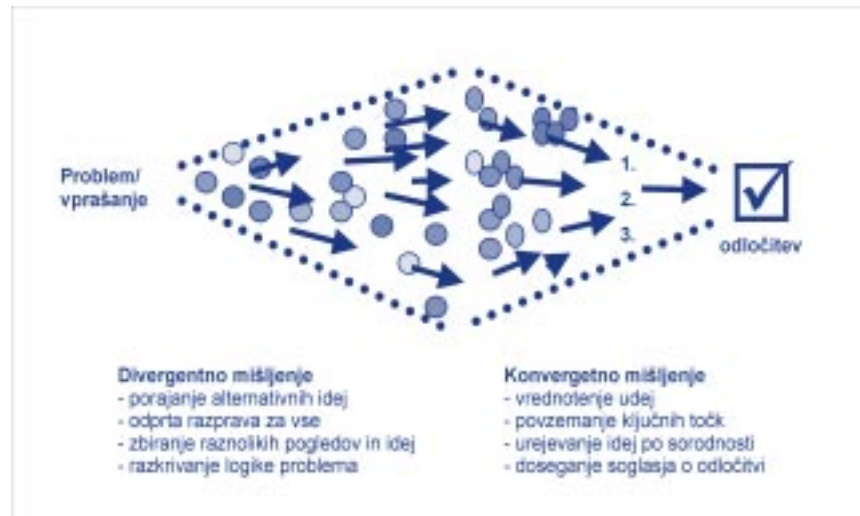 Problem/
vprašanje
1.
2.
3.
odločitev
Divergentno mišljenje
- porajanje alternativnih idej
- odprta razprava za vse
- zbiranje raznolikih pogledov in idej
- razkrivanje logike problema
Konvergetno mišljenje
- vrednotenje udej
- povzemanje ključnih točk
- urejevanje idej po sorodnosti
- doseganje soglasja o odločitvi